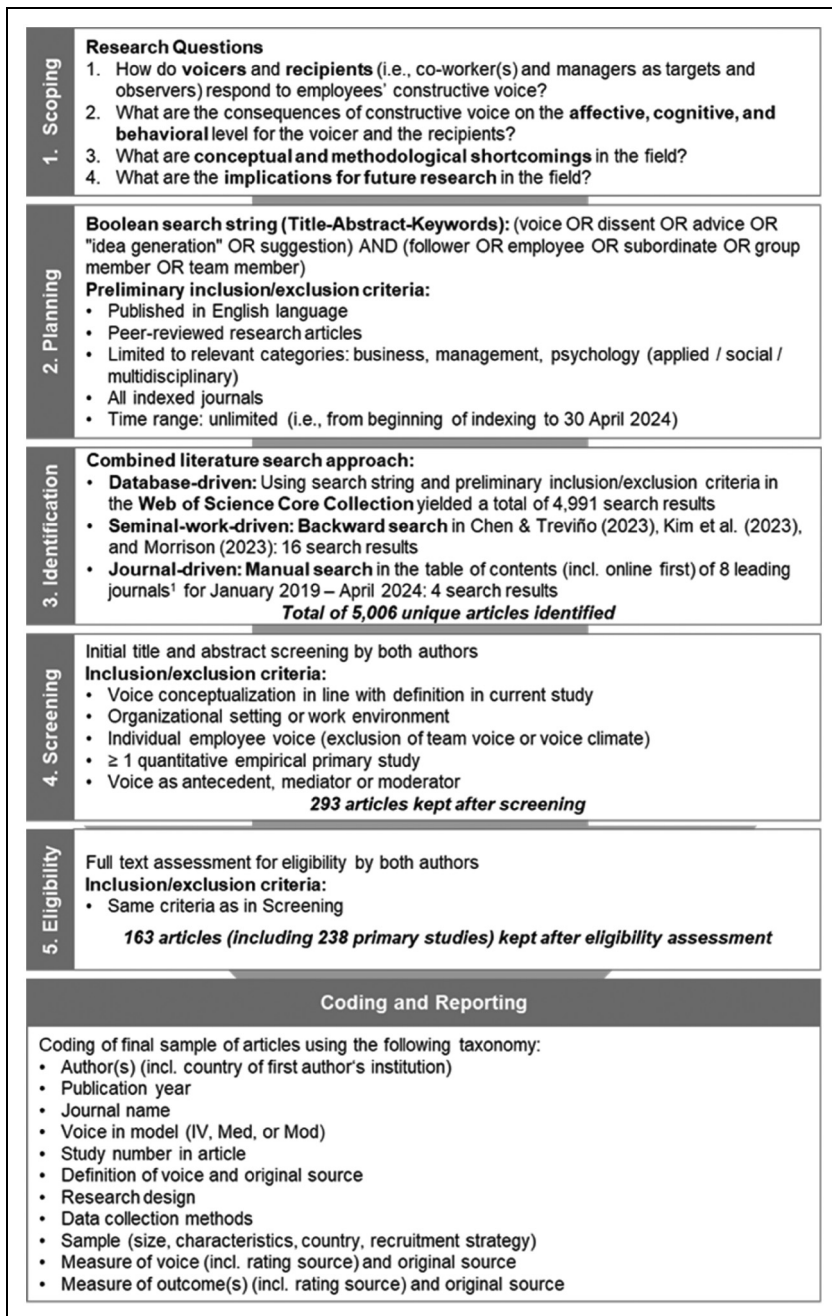 1. Scoping
Research Questions
1. How do voicers and recipients (i.e., co-worker(s) and managers as targets and
observers) respond to employees' constructive voice?
2. What are the consequences of constructive voice on the affective, cognitive, and
behavioral level for the voicer and the recipients?
3. What are conceptual and methodological shortcomings in the field?
4. What are the implications for future research in the field?
2. Planning
Boolean search string (Title-Abstract-Keywords): (voice OR dissent OR advice OR
"idea generation" OR suggestion) AND (follower OR employee OR subordinate OR group
member OR team member)
Preliminary inclusion/exclusion criteria:
• Published in English language
• Peer-reviewed research articles
• Limited to relevant categories: business, management, psychology (applied / social /
multidisciplinary)
• All indexed journals
• Time range: unlimited (i.e., from beginning of indexing to 30 April 2024)
3. Identification
Combined literature search approach:
• Database-driven: Using search string and preliminary inclusion/exclusion criteria in
the Web of Science Core Collection yielded a total of 4,991 search results
• Seminal-work-driven: Backward search in Chen & Treviño (2023), Kim et al. (2023),
and Morrison (2023): 16 search results
• Journal-driven: Manual search in the table of contents (incl. online first) of 8 leading
journals¹ for January 2019 – April 2024: 4 search results
Total of 5,006 unique articles identified
4. Screening
Initial title and abstract screening by both authors
Inclusion/exclusion criteria:
• Voice conceptualization in line with definition in current study
• Organizational setting or work environment
• Individual employee voice (exclusion of team voice or voice climate)
• ≥ 1 quantitative empirical primary study
• Voice as antecedent, mediator or moderator
293 articles kept after screening
5. Eligibility
Full text assessment for eligibility by both authors
Inclusion/exclusion criteria:
• Same criteria as in Screening
163 articles (including 238 primary studies) kept after eligibility assessment
Coding and Reporting
Coding of final sample of articles using the following taxonomy:
• Author(s) (incl. country of first author's institution)
• Publication year
• Journal name
• Voice in model (IV, Med, or Mod)
• Study number in article
• Definition of voice and original source
• Research design
• Data collection methods
• Sample (size, characteristics, country, recruitment strategy)
• Measure of voice (incl. rating source) and original source
• Measure of outcome(s) (incl. rating source) and original source